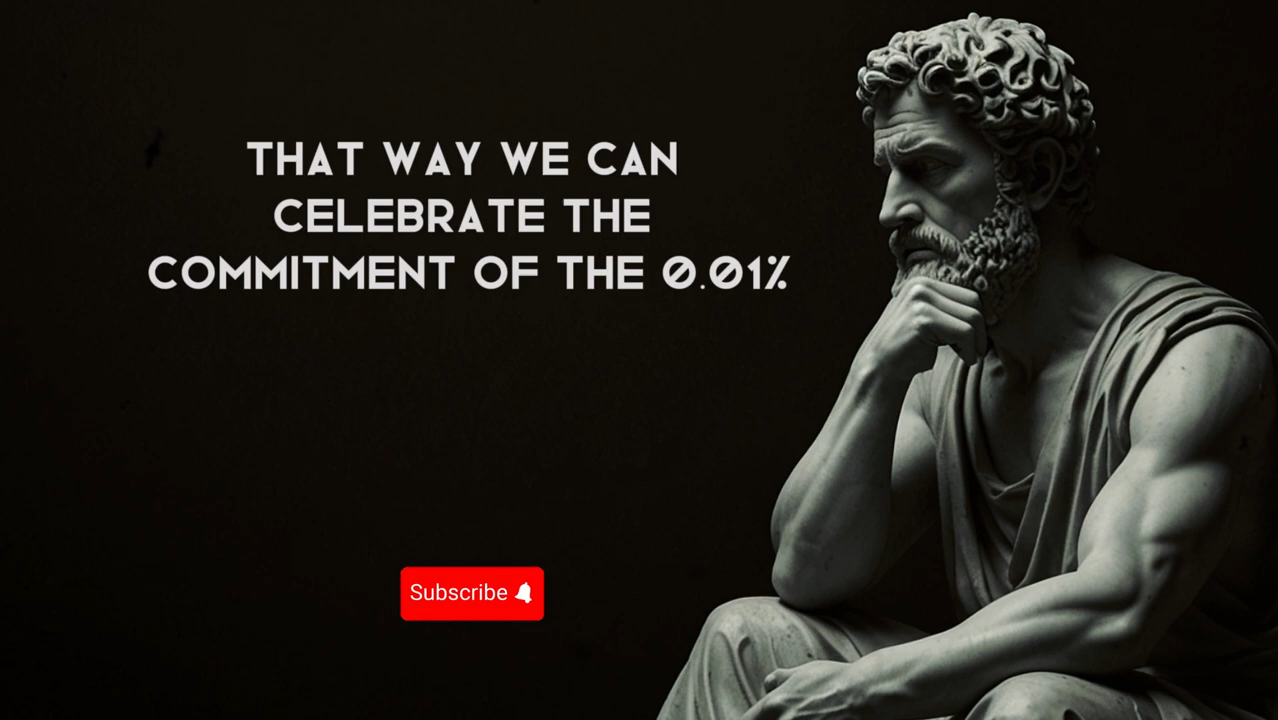 THAT WAY WE CAN
CELEBRATE THE
COMMITMENT OF THE 0.01%
Subscribe